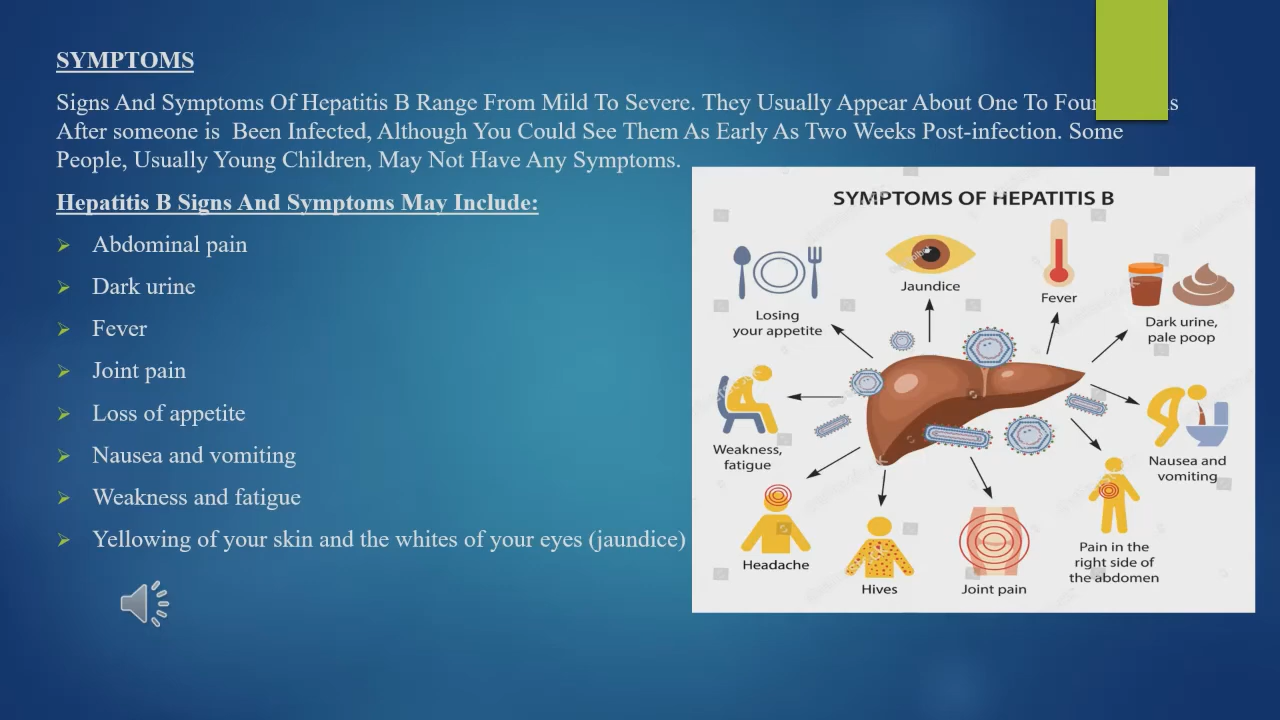 SYMPTOMS
Signs And Symptoms Of Hepatitis B Range From Mild To Severe. They Usually Appear About One To Four
After someone is Been Infected, Although You Could See Them As Early As Two Weeks Post-infection. Some
People, Usually Young Children, May Not Have Any Symptoms.
Hepatitis B Signs And Symptoms May Include:
Abdominal pain
Dark urine
Fever
Joint pain
Loss of appetite
Nausea and vomiting
Weakness and fatigue
Yellowing of your skin and the whites of your eyes (jaundice)
SYMPTOMS OF HEPATITIS B
Losing
your appetite
Jaundice
Fever
Dark urine,
pale poop
Weakness,
fatigue
Nausea and
vomiting
Headache
Hives
Joint pain
Pain in the
right side of
the abdomen